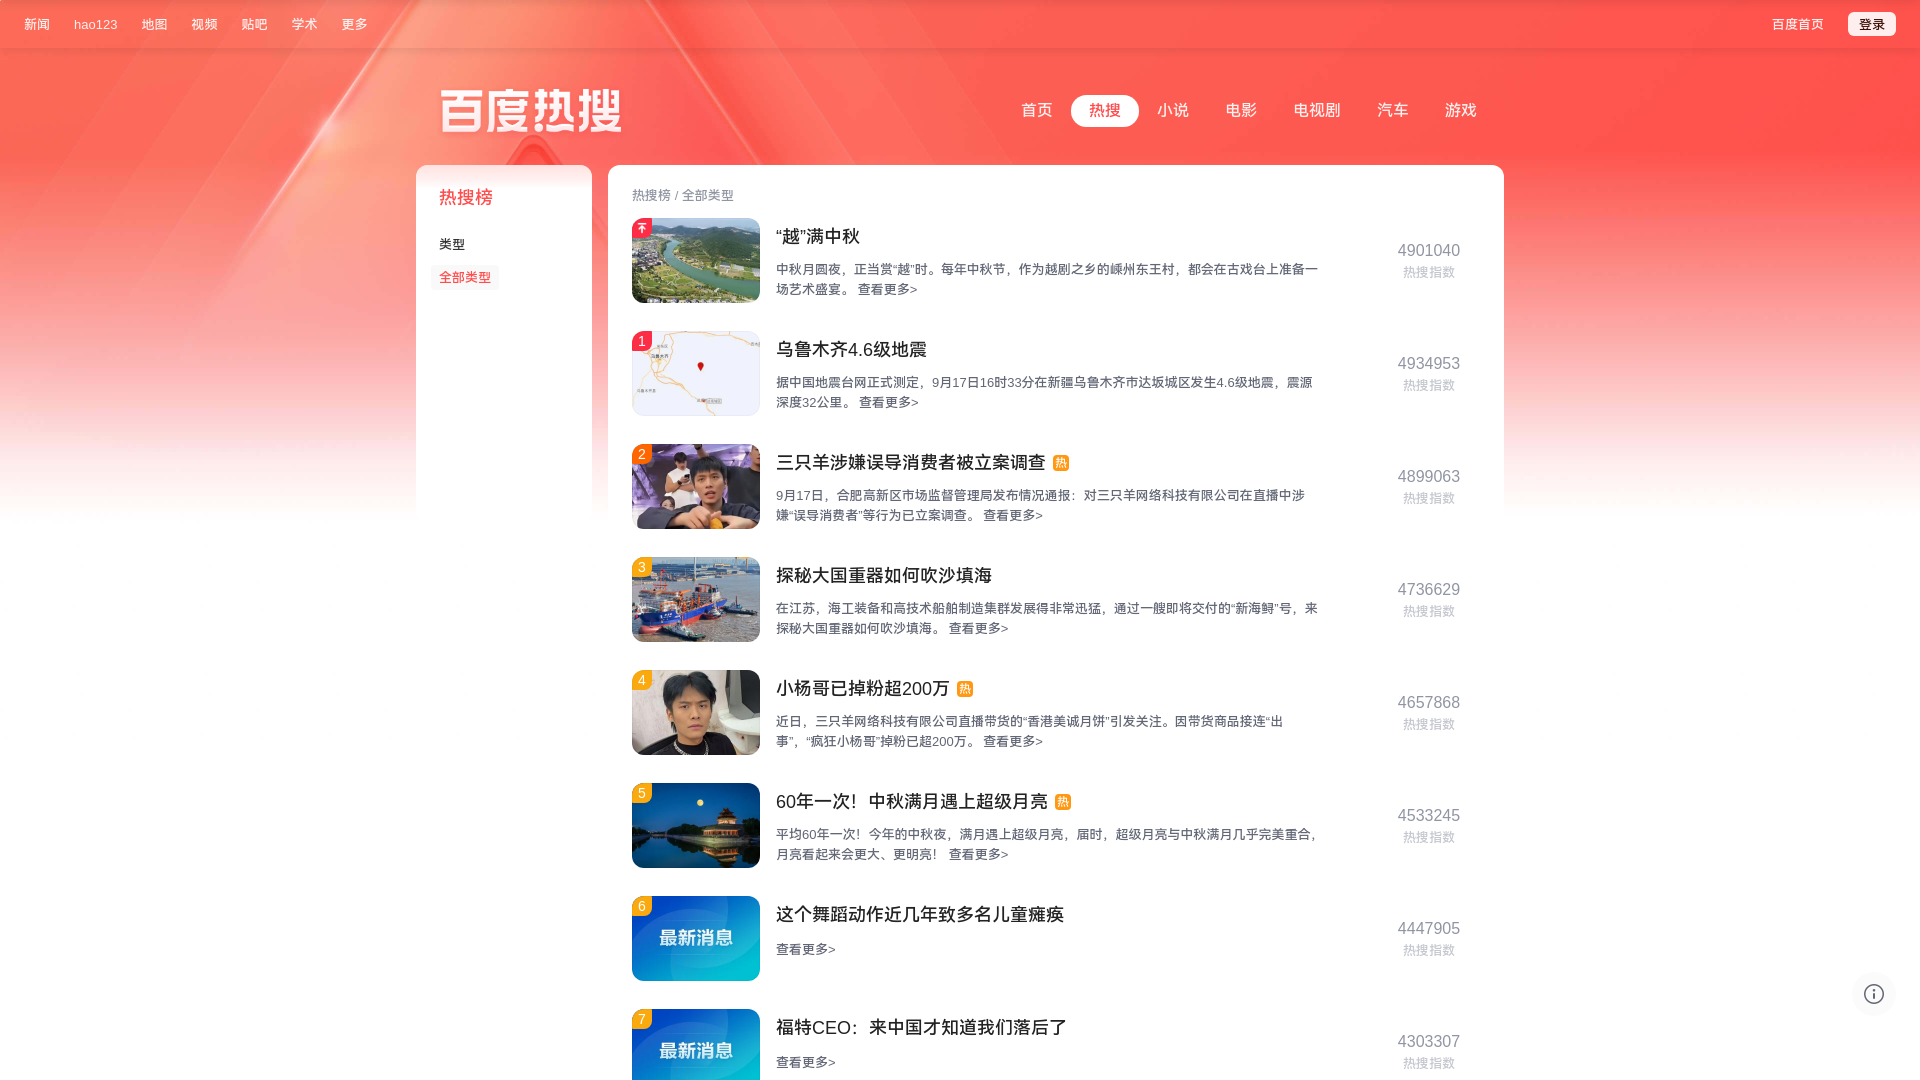 新闻 hao123 地图 视频 贴吧 学术 更多 百度首页 登录
百度热搜
首页 热搜 小说 电影 电视剧 汽车 游戏
热搜榜
类型
全部类型
热搜榜 / 全部类型
“越”满中秋
中秋月圆夜，正当赏“越”时。每年中秋节，作为越剧之乡的嵊州东王村，都会在古戏台上准备一
场艺术盛宴。 查看更多>
4901040
热搜指数
1
乌鲁木齐4.6级地震
据中国地震台网正式测定，9月17日16时33分在新疆乌鲁木齐市达坂城区发生4.6级地震，震源
深度32公里。 查看更多>
4934953
热搜指数
2
三只羊涉嫌误导消费者被立案调查 热
9月17日，合肥高新区市场监督管理局发布情况通报：对三只羊网络科技有限公司在直播中涉
嫌“误导消费者”等行为已立案调查。 查看更多>
4899063
热搜指数
3
探秘大国重器如何吹沙填海
在江苏，海工装备和高技术船舶制造集群发展得非常迅猛，通过一艘即将交付的“新海鲟”号，来
探秘大国重器如何吹沙填海。 查看更多>
4736629
热搜指数
4
小杨哥已掉粉超200万 热
近日，三只羊网络科技有限公司直播带货的“香港美诚月饼”引发关注。因带货商品接连“出
事”，“疯狂小杨哥”掉粉已超200万。 查看更多>
4657868
热搜指数
5
60年一次！中秋满月遇上超级月亮 热
平均60年一次！今年的中秋夜，满月遇上超级月亮，届时，超级月亮与中秋满月几乎完美重合，
月亮看起来会更大、更明亮！ 查看更多>
4533245
热搜指数
6
最新消息
这个舞蹈动作近几年致多名儿童瘫痪
查看更多>
4447905
热搜指数
7
最新消息
福特CEO：来中国才知道我们落后了
查看更多>
4303307
热搜指数